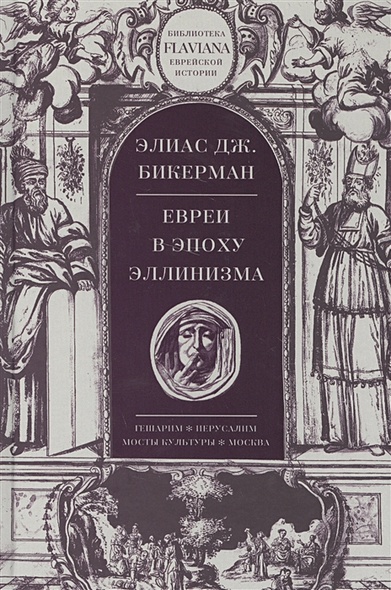 БИБЛИОТЕКА
FLAVIANA
ЕВРЕЙСКОЙ
ИСТОРИИ
ЭЛИАС ДЖ.
БИКЕРМАН
ЕВРЕИ
В ЭПОХУ
ЭЛЛИНИЗМА
ГЕШАРИМ * ИЕРУСАЛИМ
МОСТЫ КУЛЬТУРЫ * МОСКВА